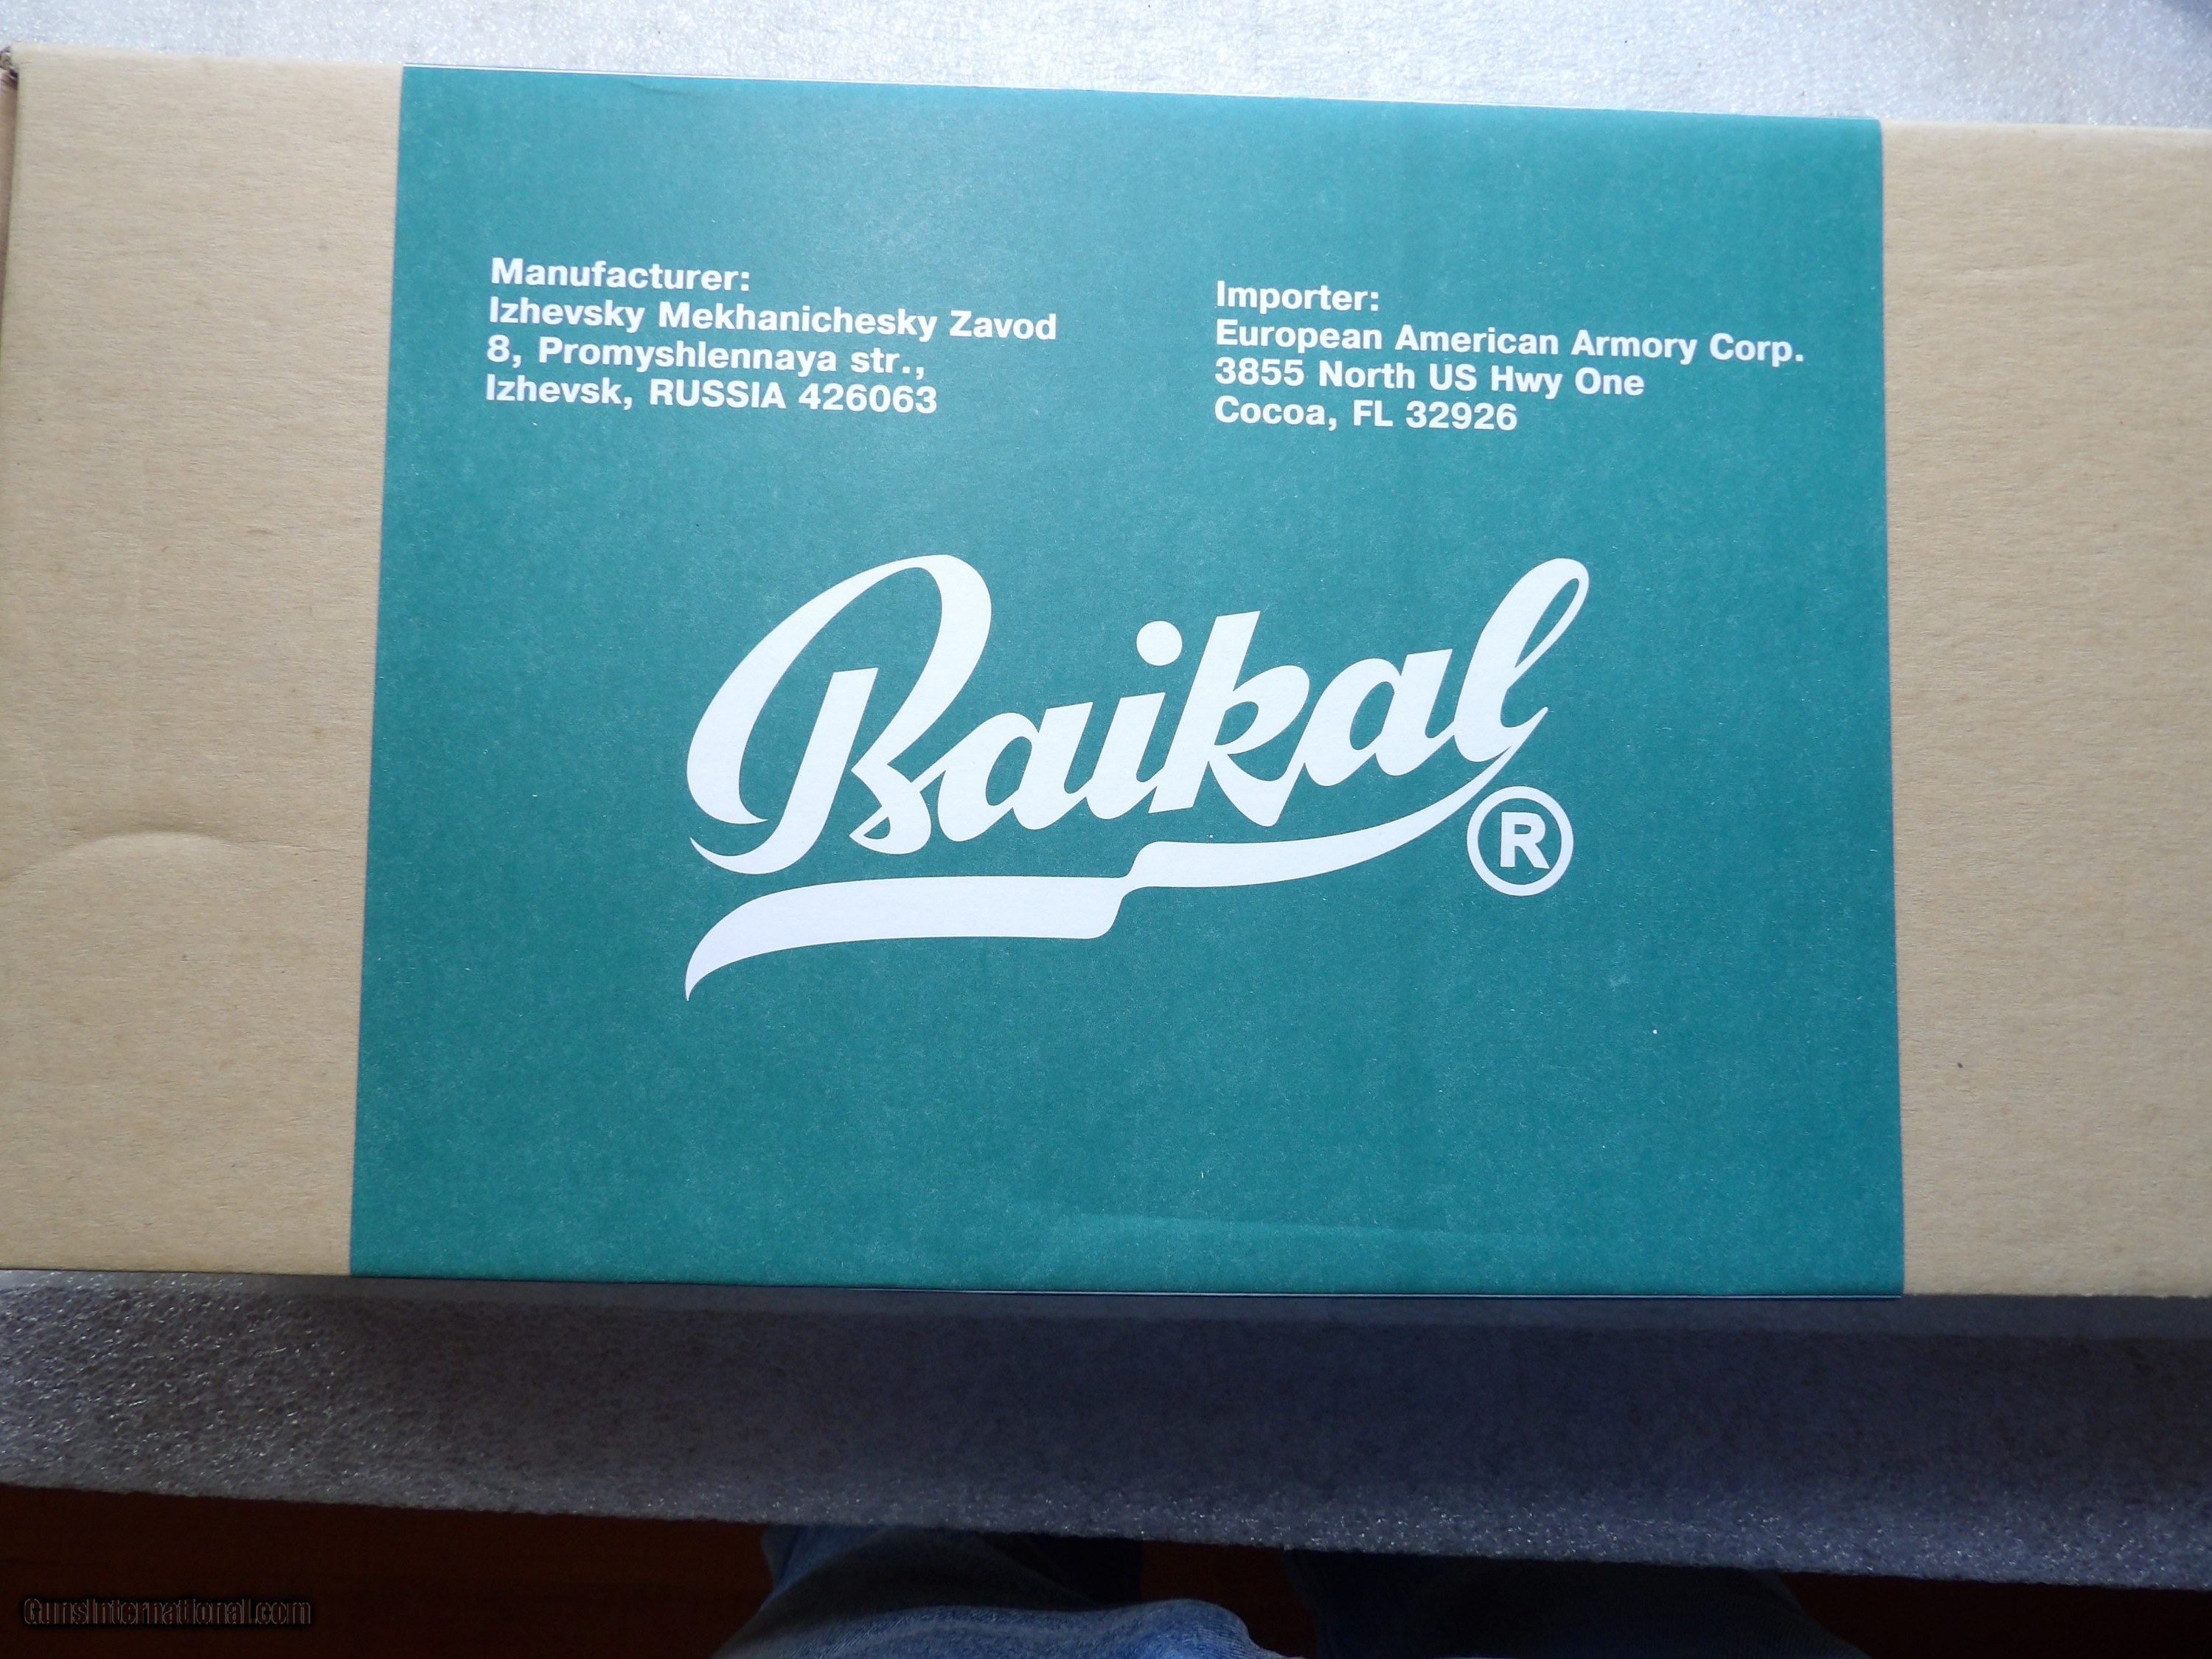 Manufacturer:
Izhevsky Mekhanichesky Zavod
8, Promyshlennaya str.,
Izhevsk, RUSSIA 426063
Importer:
European American Armory Corp.
3855 North US Hwy One
Cocoa, FL 32926
Baikal
®
GunsInternational.com